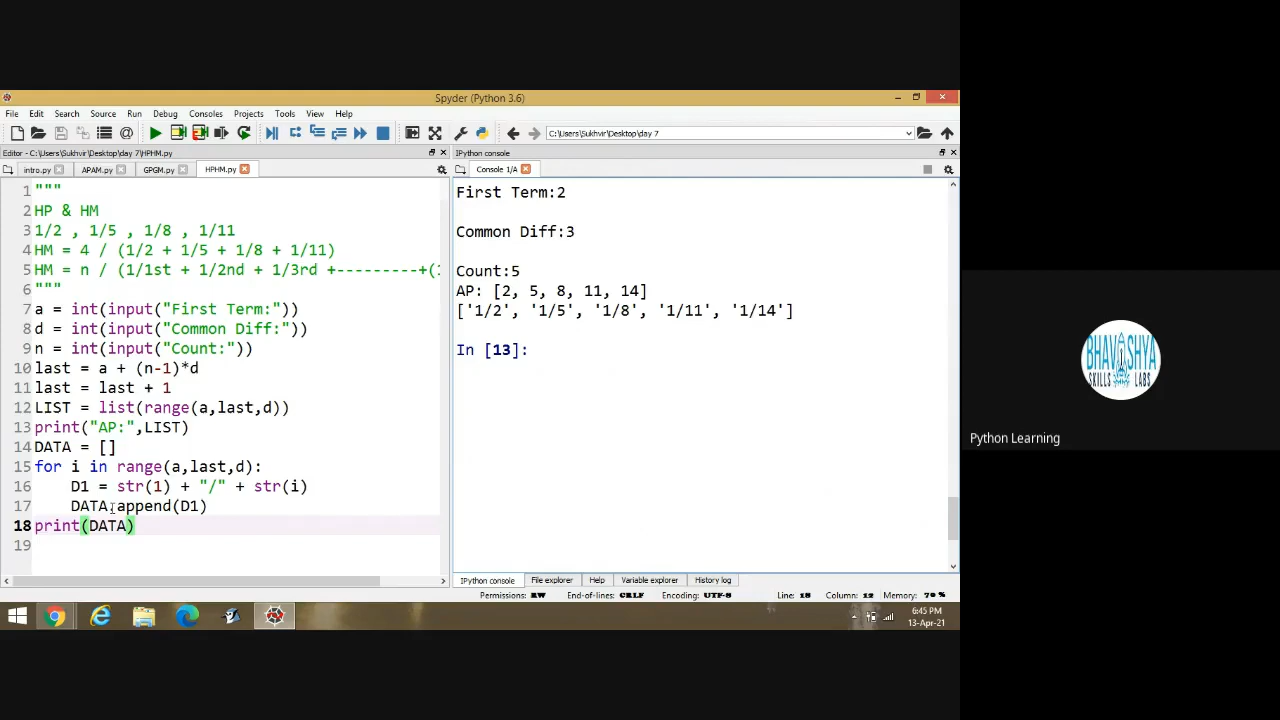 Spyder (Python 3.6)
File Edit Search Source Run Debug Consoles Projects Tools View Help
C:\Users\Sukhvir\Desktop\day 7
Editor - C:\Users\Sukhvir\Desktop\day 7\HPHM.py
IPython console
intro.py APAM.py GPGM.py HPHM.py
Console 1/A
1 """
2 HP & HM
3 1/2 , 1/5 , 1/8 , 1/11
4 HM = 4 / (1/2 + 1/5 + 1/8 + 1/11)
5 HM = n / (1/1st + 1/2nd + 1/3rd +---------+(1
6 """
7 a = int(input("First Term:"))
8 d = int(input("Common Diff:"))
9 n = int(input("Count:"))
10 last = a + (n-1)*d
11 last = last + 1
12 LIST = list(range(a,last,d))
13 print("AP:",LIST)
14 DATA = []
15 for i in range(a,last,d):
16 D1 = str(1) + "/" + str(i)
17 DATA.append(D1)
18 print(DATA)
19
First Term:2
Common Diff:3
Count:5
AP: [2, 5, 8, 11, 14]
['1/2', '1/5', '1/8', '1/11', '1/14']
In [13]:
IPython console File explorer Help Variable explorer History log
Permissions: RW End-of-lines: CRLF Encoding: UTF-8 Line: 18 Column: 12 Memory: 70 %
6:45 PM
13-Apr-21
BHAVISHYA
SKILLS LABS
Python Learning